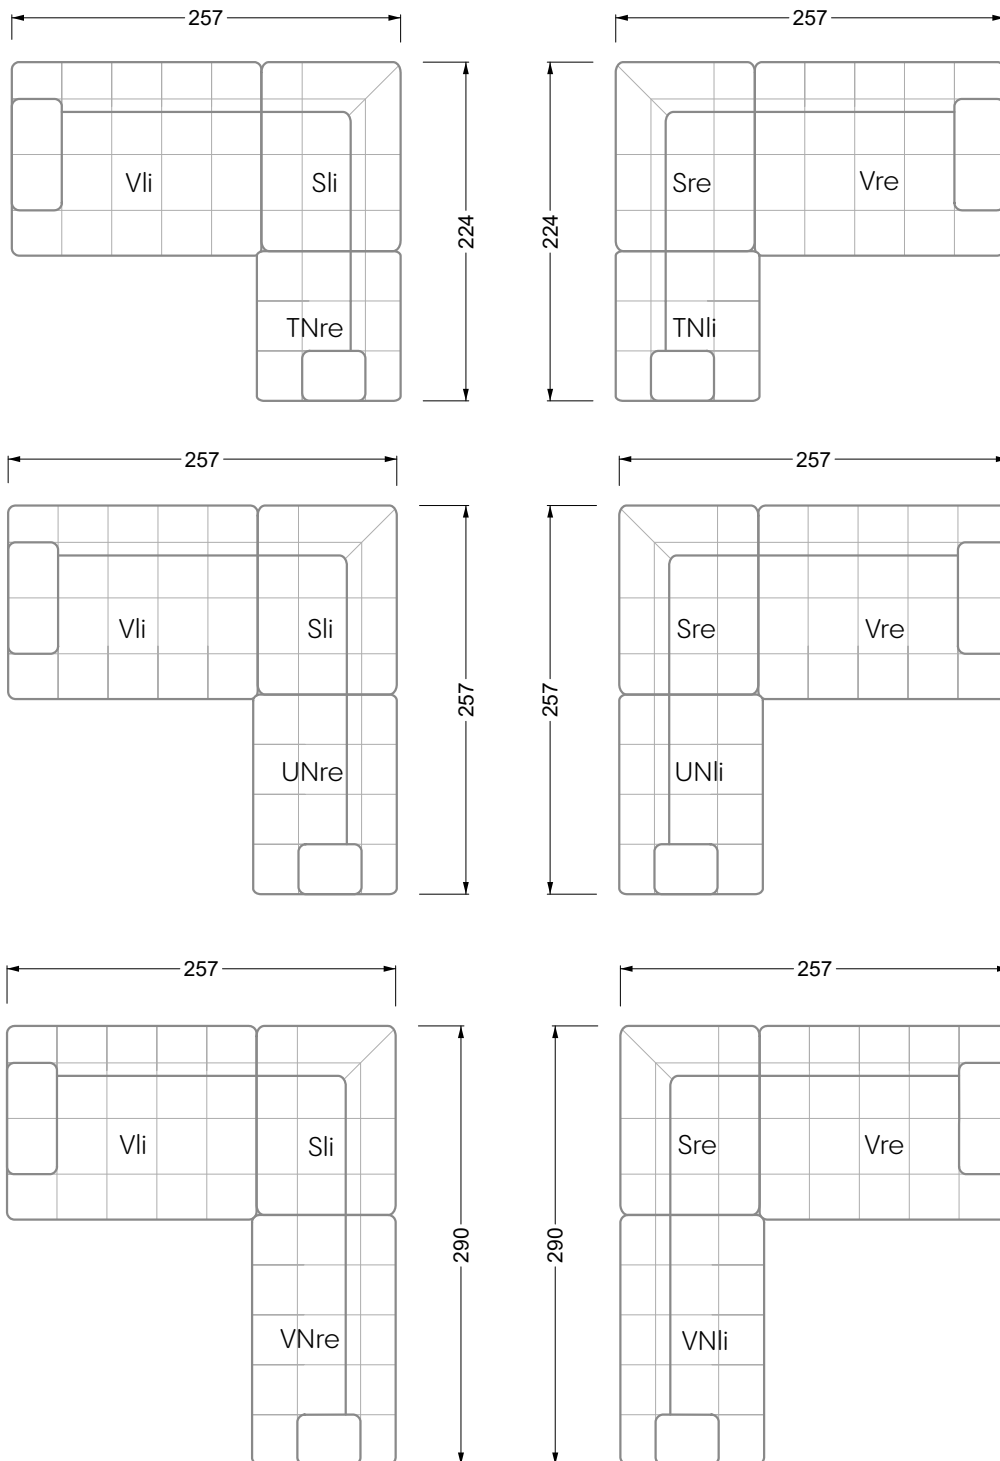 257 257
Vli Sli Sre Vre
224 224
TNre TNli
257 257
Vli Sli Sre Vre
257 257
UNre UNli
257 257
Vli Sli Sre Vre
290 290
VNre VNli